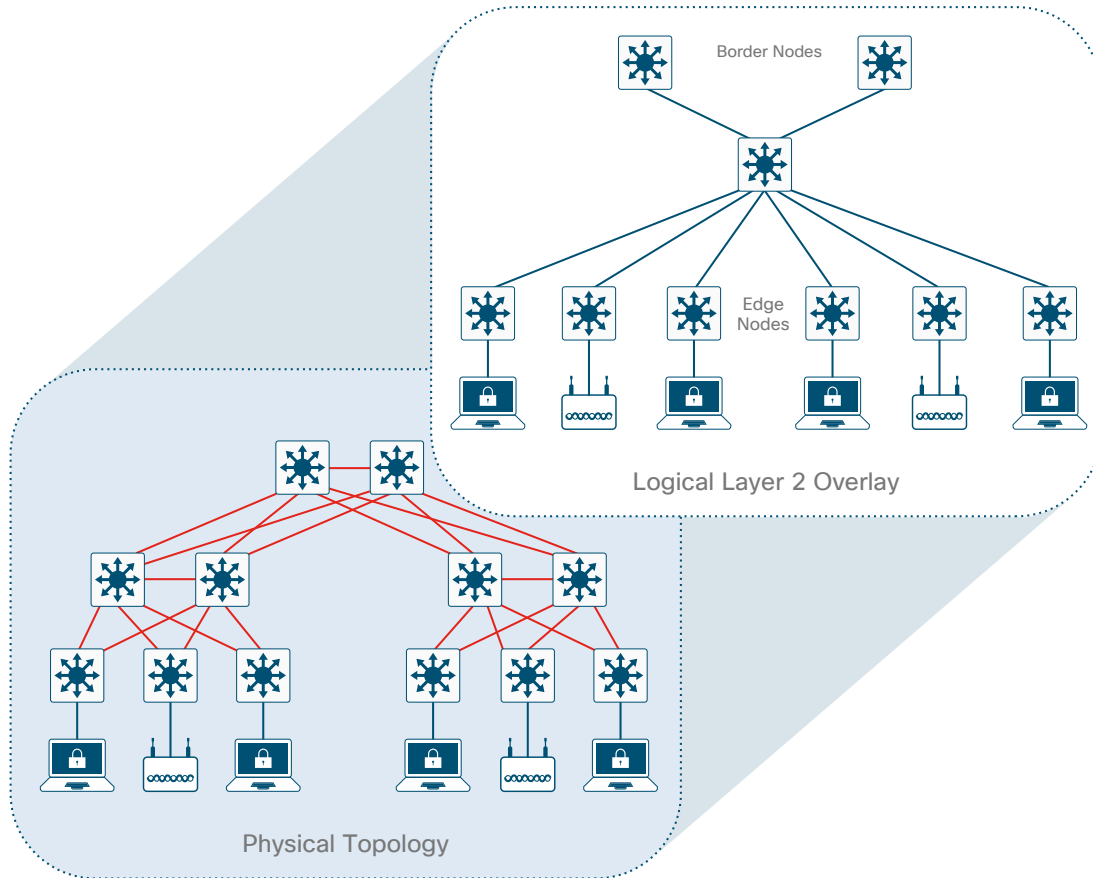 Border Nodes
Edge
Nodes
Logical Layer 2 Overlay
Physical Topology